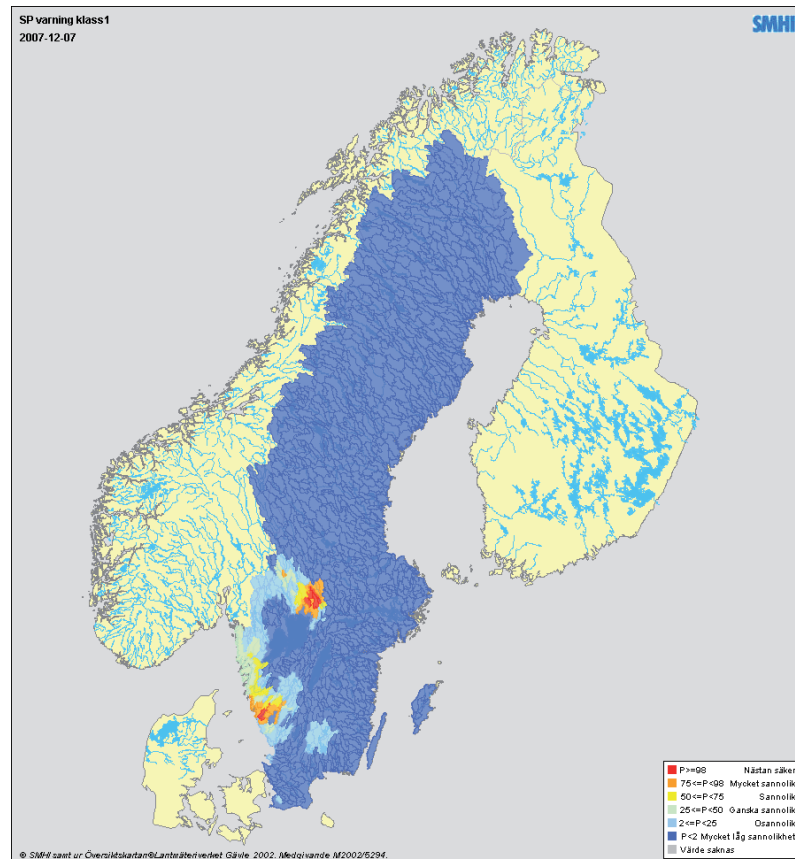 SP varning klass1
SMHI
2007-12-07
P>=98 Nästan säker
75<=P<98 Mycket sannolik
50<=P<75 Sannolik
25<=P<50 Ganska sannolik
2<=P<25 Osannolik
P<2 Mycket låg sannolikhet
Värde saknas
© SMHI samt ur Översiktskartan©Lantmäteriverket Gävle 2002. Medgivande M2002/5294.